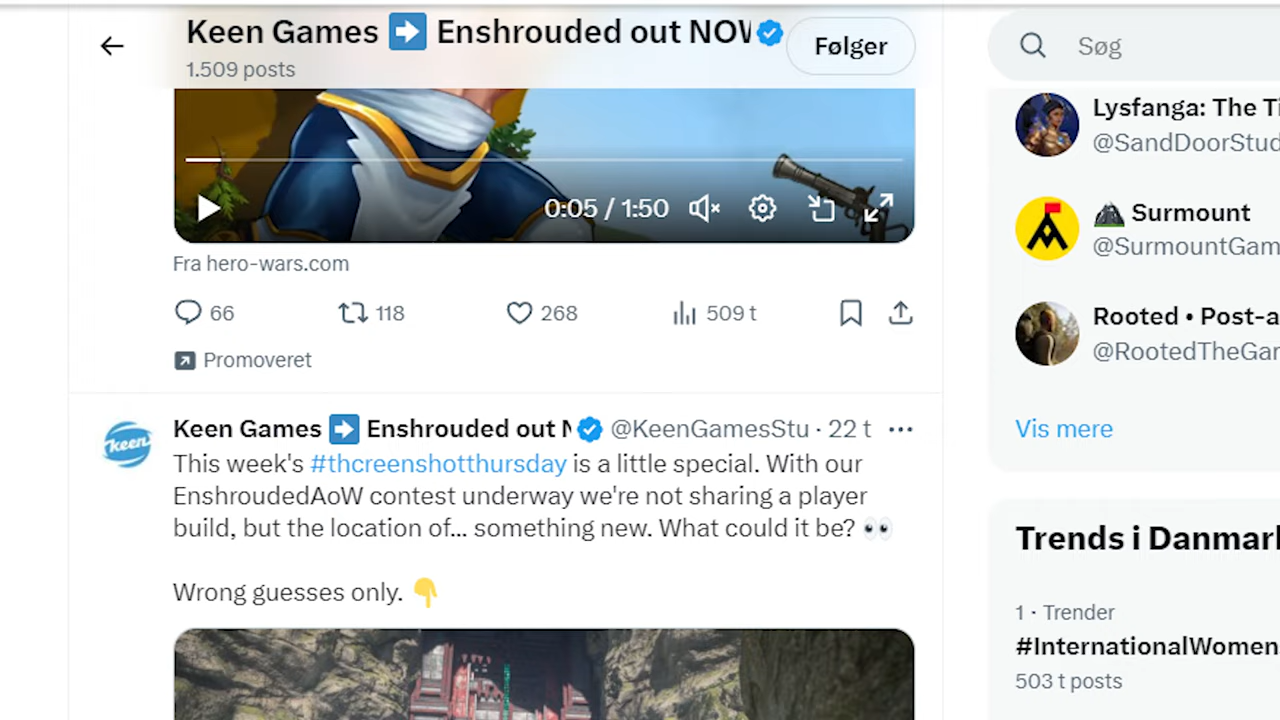 Keen Games ➡️ Enshrouded out NOW
1.509 posts
Følger
Søg
0:05 / 1:50
Fra hero-wars.com
66
118
268
509 t
Promoveret
keen
Keen Games ➡️ Enshrouded out N
@KeenGamesStu · 22 t
This week's #thcreenshotthursday is a little special. With our
EnshroudedAoW contest underway we're not sharing a player
build, but the location of... something new. What could it be? 👀
Wrong guesses only. 👇
Lysfanga: The Ti
@SandDoorStud
Surmount
@SurmountGam
Rooted • Post-a
@RootedTheGar
Vis mere
Trends i Danmark
1 · Trender
#InternationalWomen
503 t posts